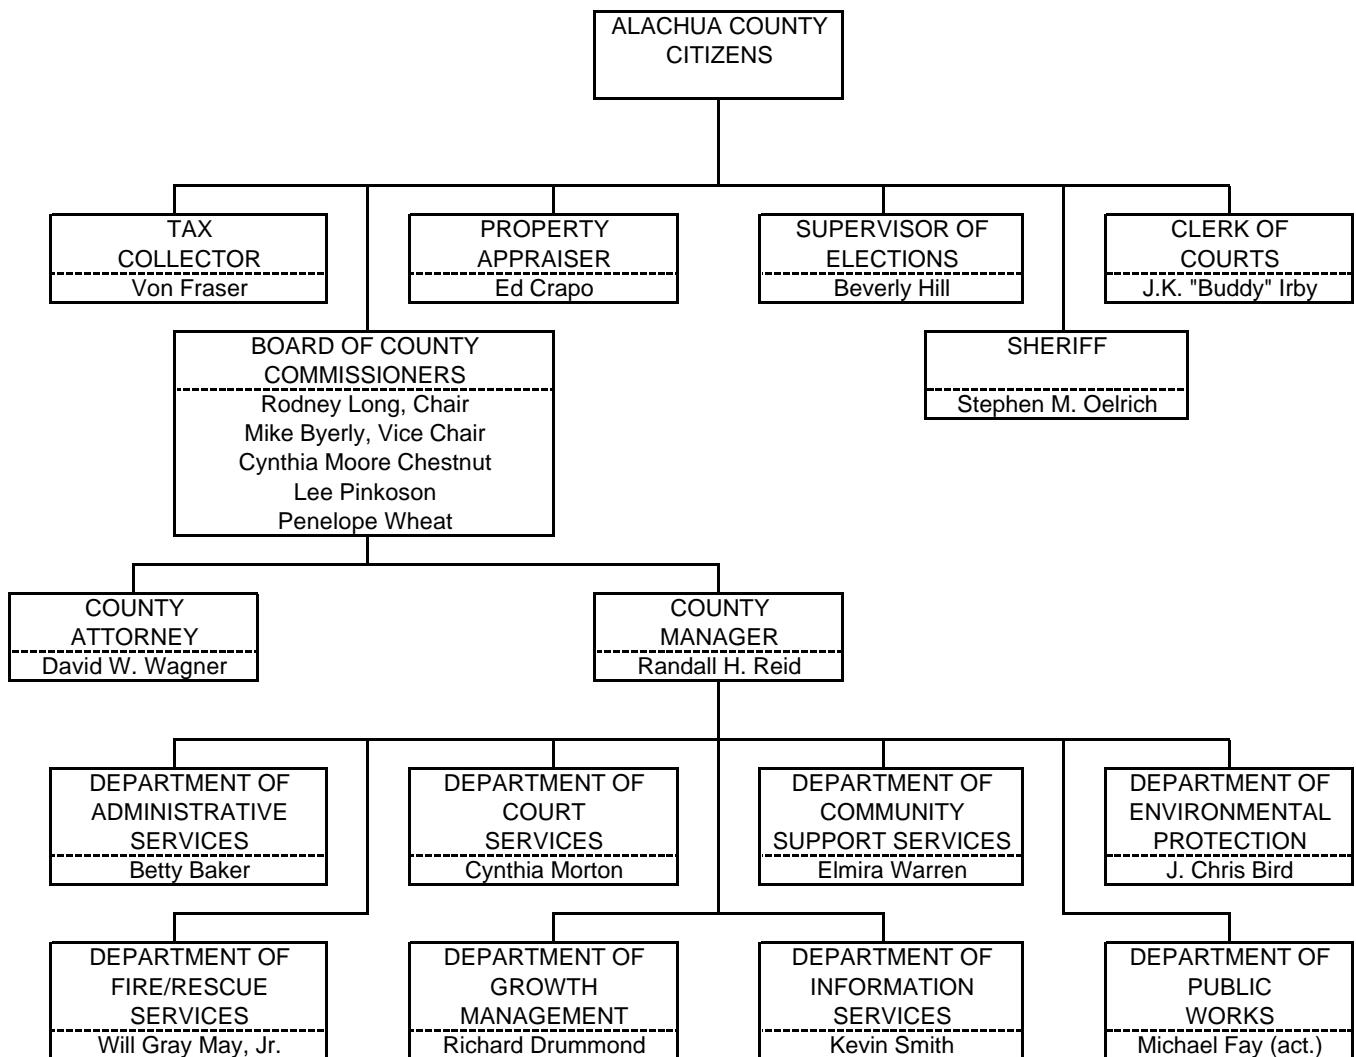 ALACHUA COUNTY
CITIZENS
TAX
COLLECTOR
Von Fraser
PROPERTY
APPRAISER
Ed Crapo
SUPERVISOR OF
ELECTIONS
Beverly Hill
CLERK OF
COURTS
J.K. "Buddy" Irby
BOARD OF COUNTY
COMMISSIONERS
Rodney Long, Chair
Mike Byerly, Vice Chair
Cynthia Moore Chestnut
Lee Pinkoson
Penelope Wheat
SHERIFF
Stephen M. Oelrich
COUNTY
ATTORNEY
David W. Wagner
COUNTY
MANAGER
Randall H. Reid
DEPARTMENT OF
ADMINISTRATIVE
SERVICES
Betty Baker
DEPARTMENT OF
COURT
SERVICES
Cynthia Morton
DEPARTMENT OF
COMMUNITY
SUPPORT SERVICES
Elmira Warren
DEPARTMENT OF
ENVIRONMENTAL
PROTECTION
J. Chris Bird
DEPARTMENT OF
FIRE/RESCUE
SERVICES
Will Gray May, Jr.
DEPARTMENT OF
GROWTH
MANAGEMENT
Richard Drummond
DEPARTMENT OF
INFORMATION
SERVICES
Kevin Smith
DEPARTMENT OF
PUBLIC
WORKS
Michael Fay (act.)